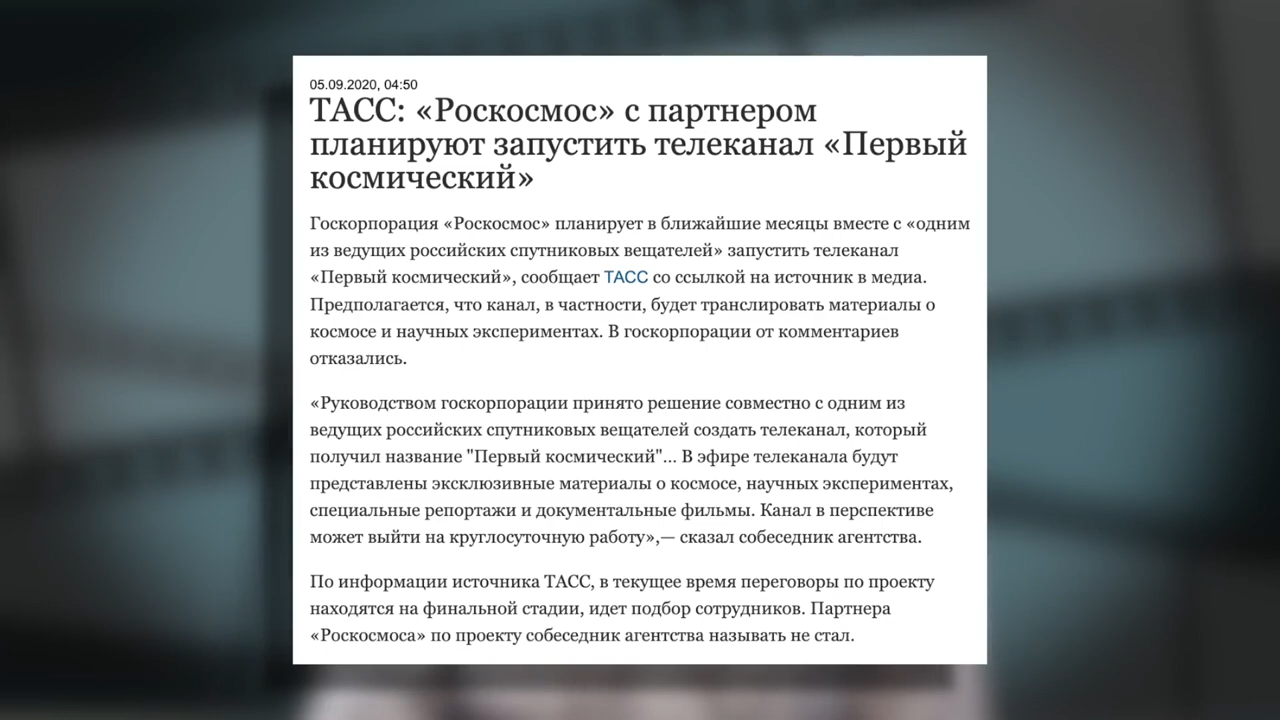 05.09.2020, 04:50
ТАСС: «Роскосмос» с партнером
планируют запустить телеканал «Первый
космический»
Госкорпорация «Роскосмос» планирует в ближайшие месяцы вместе с «одним
из ведущих российских спутниковых вещателей» запустить телеканал
«Первый космический», сообщает ТАСС со ссылкой на источник в медиа.
Предполагается, что канал, в частности, будет транслировать материалы о
космосе и научных экспериментах. В госкорпорации от комментариев
отказались.
«Руководством госкорпорации принято решение совместно с одним из
ведущих российских спутниковых вещателей создать телеканал, который
получил название "Первый космический"... В эфире телеканала будут
представлены эксклюзивные материалы о космосе, научных экспериментах,
специальные репортажи и документальные фильмы. Канал в перспективе
может выйти на круглосуточную работу»,— сказал собеседник агентства.
По информации источника ТАСС, в текущее время переговоры по проекту
находятся на финальной стадии, идет подбор сотрудников. Партнера
«Роскосмоса» по проекту собеседник агентства называть не стал.